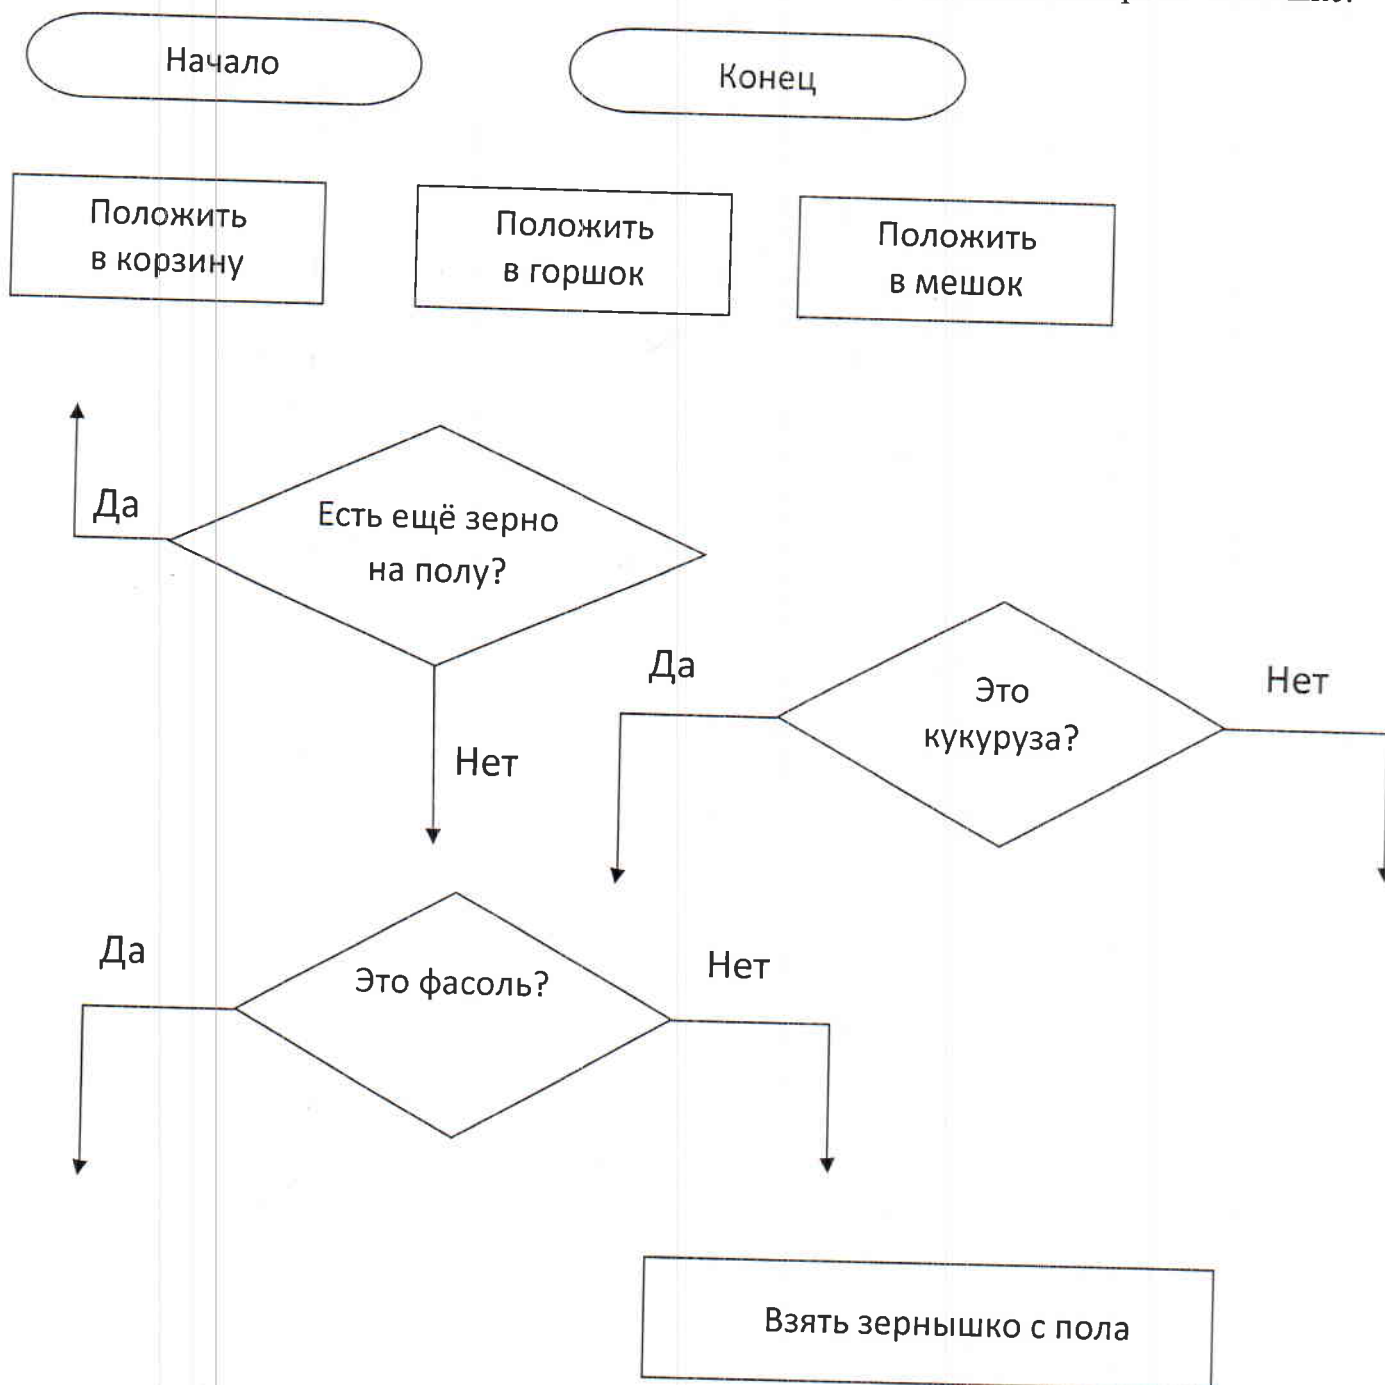 Начало
Конец
Положить
в корзину
Положить
в горшок
Положить
в мешок
Да
Есть ещё зерно
на полу?
Нет
Да
Это
кукуруза?
Нет
Да
Это фасоль?
Нет
Взять зернышко с пола